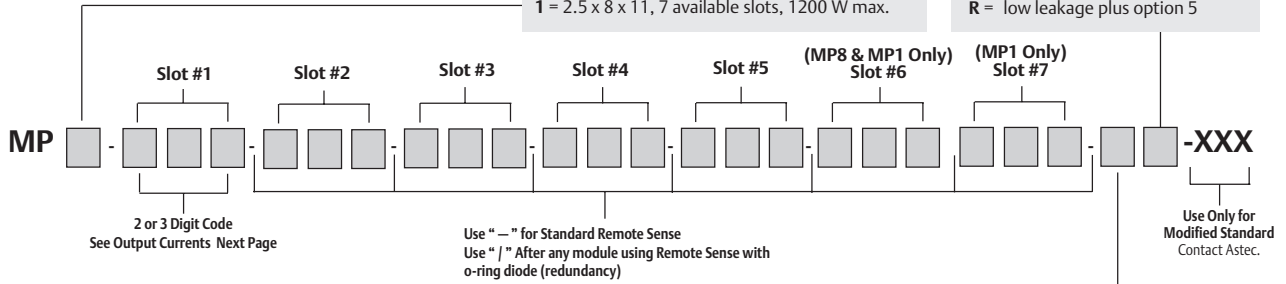 1 = 2.5 x 8 x 11, 7 available slots, 1200 W max.
R = low leakage plus option 5
Slot #1
Slot #2
Slot #3
Slot #4
Slot #5
(MP8 & MP1 Only)
Slot #6
(MP1 Only)
Slot #7
MP - - - - - - - - -XXX
2 or 3 Digit Code
See Output Currents Next Page
Use “ — ” for Standard Remote Sense
Use “ / ” After any module using Remote Sense with
o-ring diode (redundancy)
Use Only for
Modified Standard
Contact Astec.